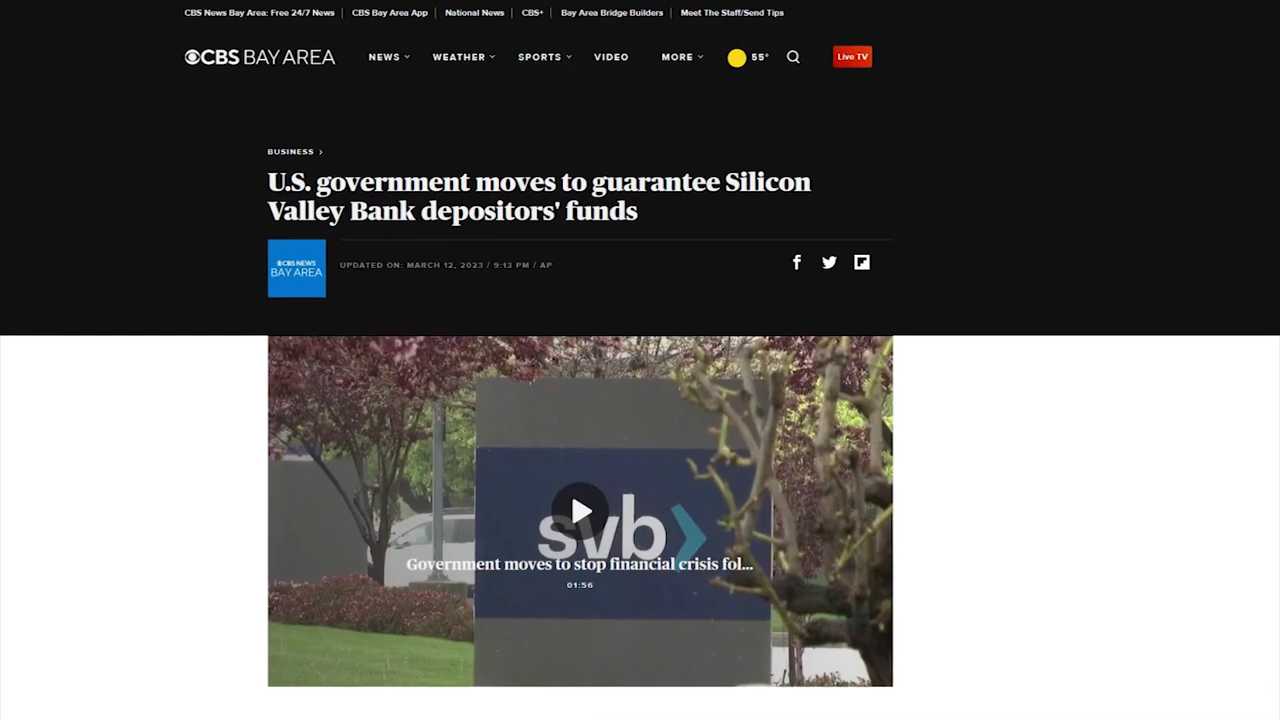 CBS News Bay Area: Free 24/7 News | CBS Bay Area App | National News | CBS+ | Bay Area Bridge Builders | Meet The Staff/Send Tips
CBS BAY AREA NEWS WEATHER SPORTS VIDEO MORE 55° Live TV
BUSINESS ›
U.S. government moves to guarantee Silicon
Valley Bank depositors' funds
CBS NEWS
BAY AREA
UPDATED ON: MARCH 12, 2023 / 9:13 PM / AP
svb
Government moves to stop financial crisis fol...
01:56